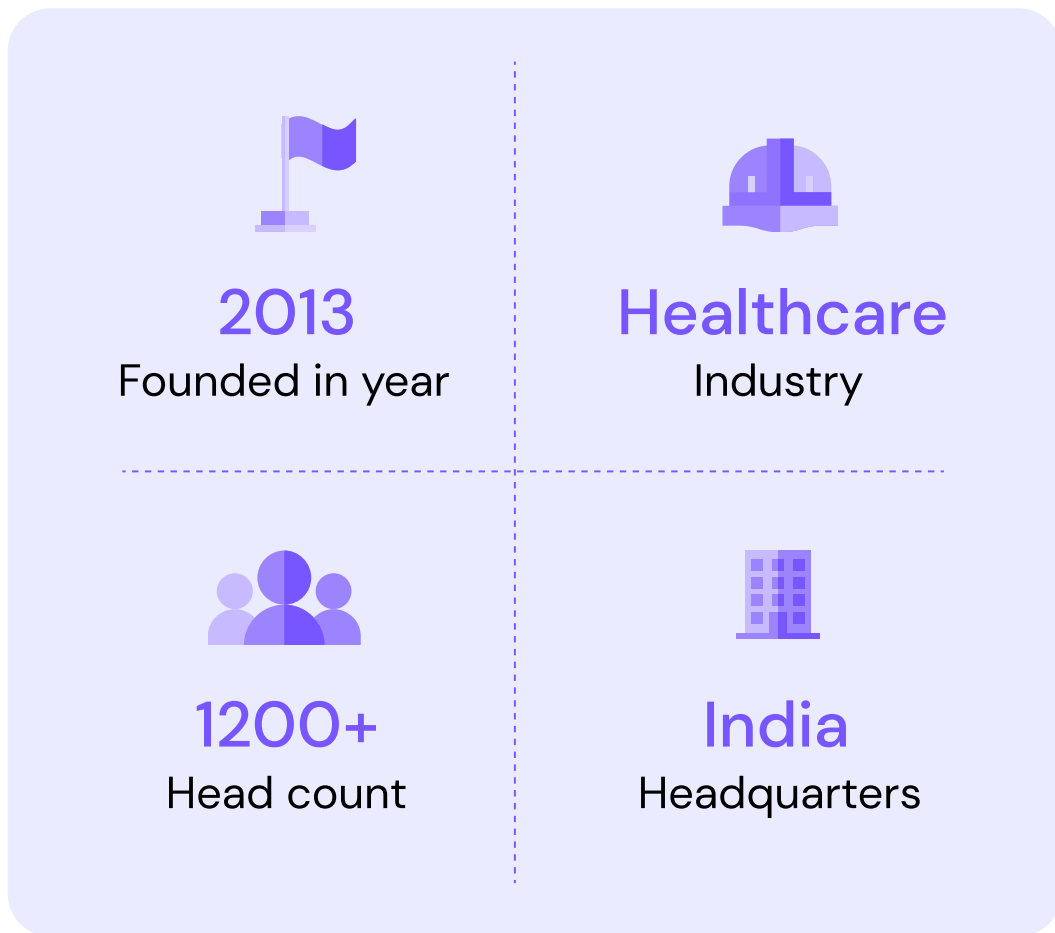 2013
Founded in year
Healthcare
Industry
1200+
Head count
India
Headquarters